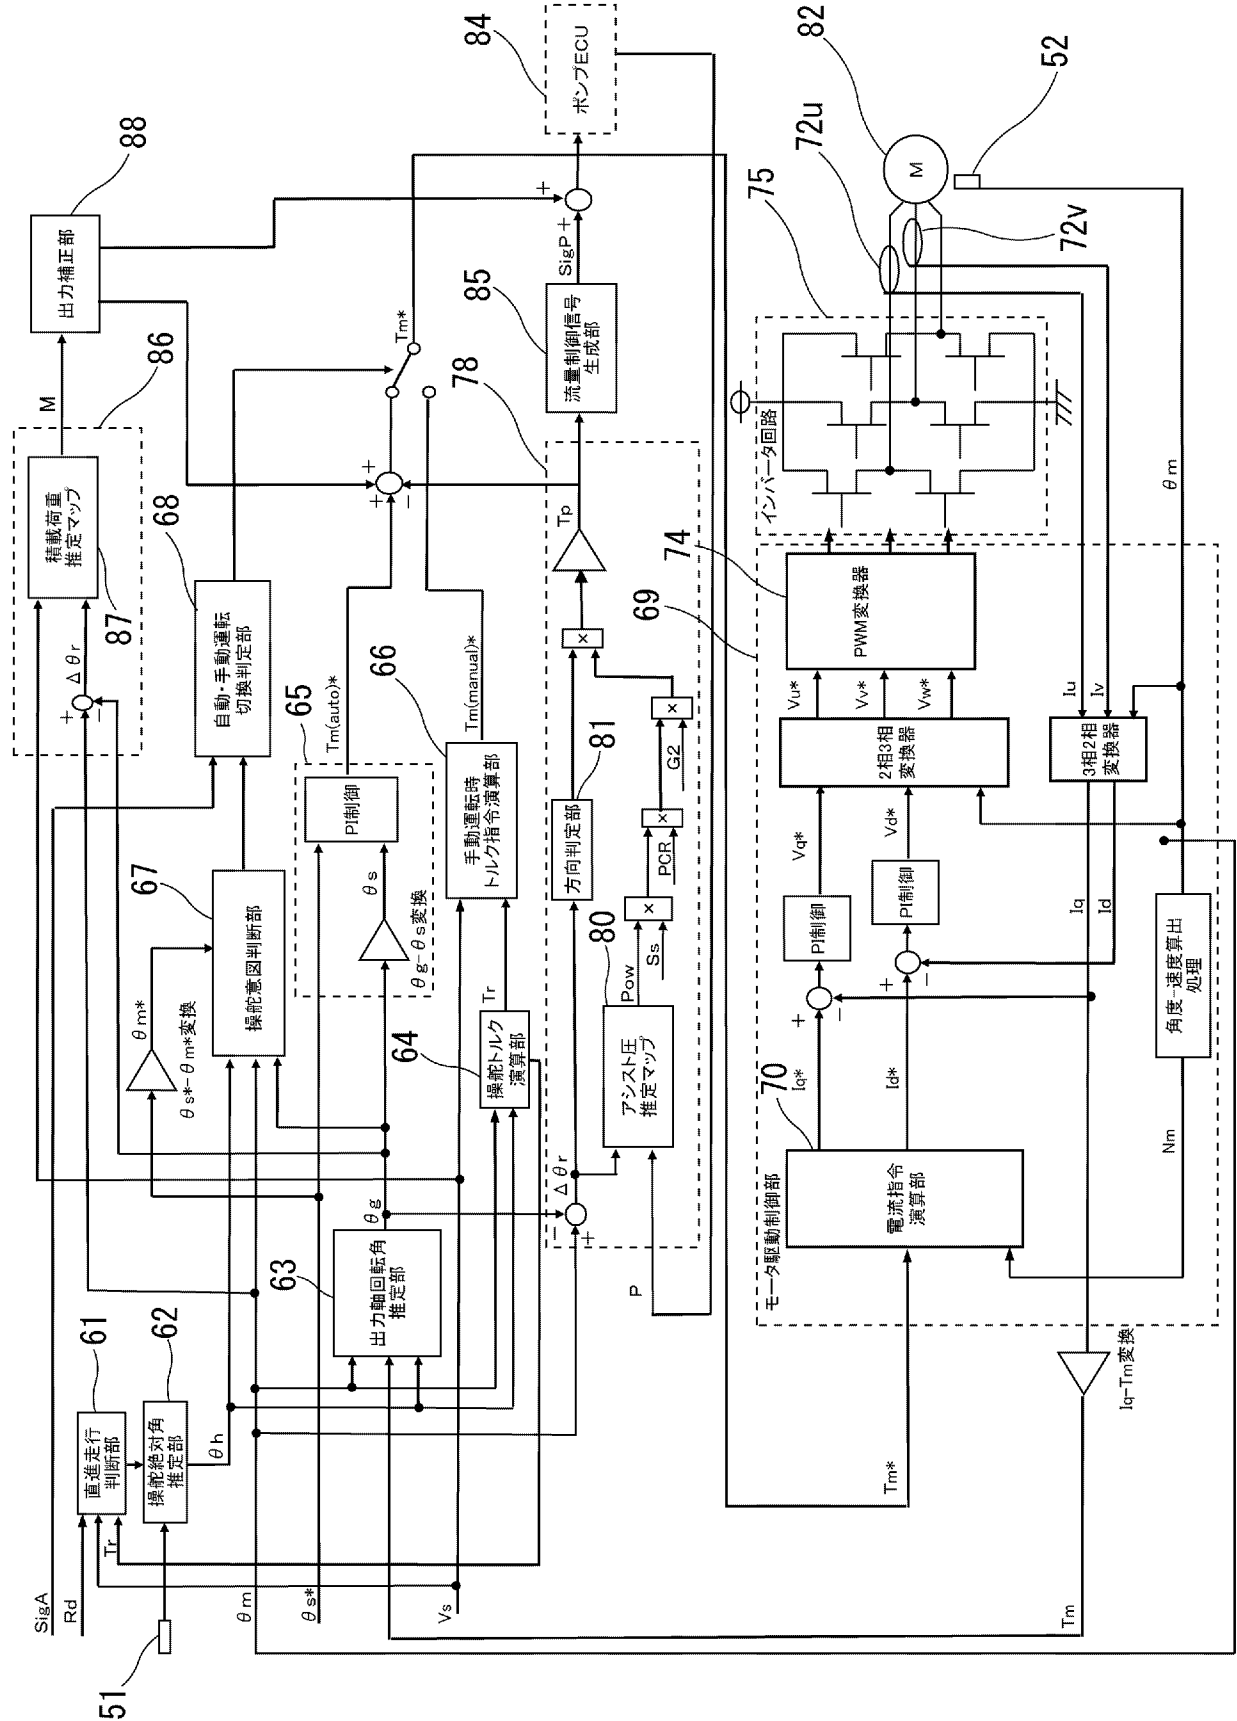 SigA
Rd
Tr
51
直進走行
判断部
61
操舵絶対角
推定部
62
θh
θm
θs*
Vs
Tm
出力軸回転角
推定部
63
θg
θm*
θs*-θm*変換
操舵意図判断部
67
自動・手動運転
切換判定部
68
Δθr
+
−
積載荷重
推定マップ
87
86
M
出力補正部
88
θg-θs変換
θs
PI制御
65
Tm(auto)*
操舵トルク
演算部
64
Tr
手動運転時
トルク指令演算部
66
Tm(manual)*
+
+
−
Tm*
Δθr
−
+
P
アシスト圧
推定マップ
80
Pow
Ss
×
PCR
×
G2
×
方向判定部
81
×
Tp
78
流量制御信号
生成部
85
SigP
+
+
ポンプECU
84
Tm*
モータ駆動制御部
69
電流指令
演算部
70
Iq*
Id*
+
−
+
−
PI制御
PI制御
Vq*
Vd*
2相3相
変換器
Vu*
Vv*
Vw*
PWM変換器
74
インバータ回路
75
72u
72v
M
82
52
θm
Iu
Iv
3相2相
変換器
Iq
Id
角度−速度算出
処理
Nm
Iq-Tm変換